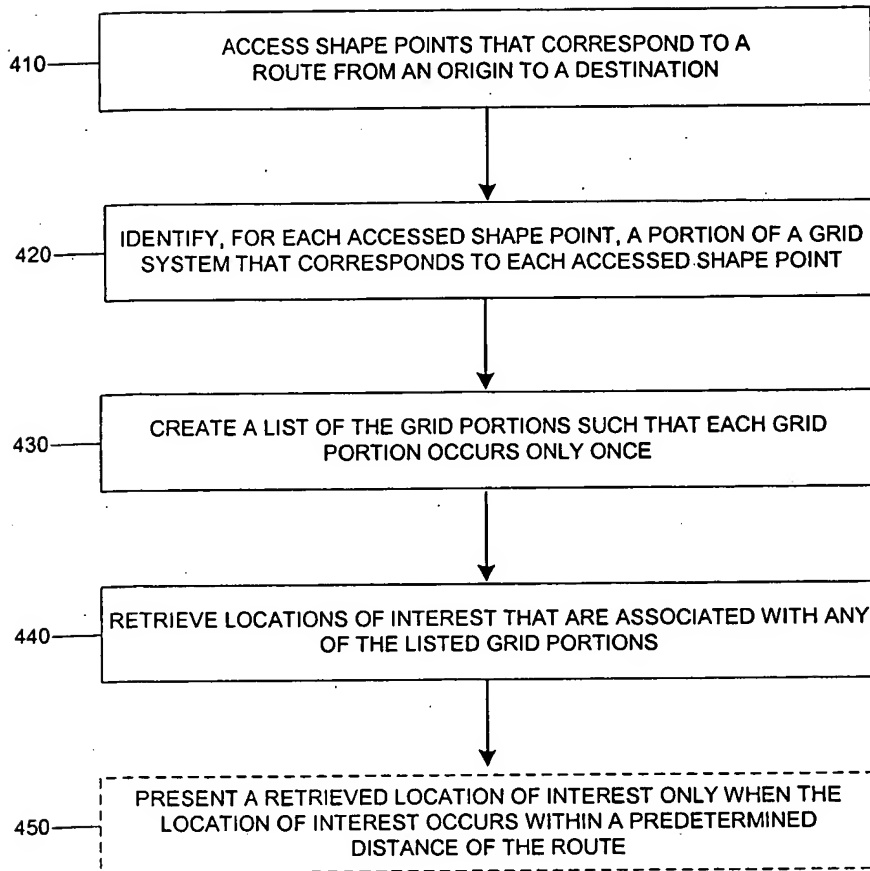 ACCESS SHAPE POINTS THAT CORRESPOND TO A
410
ROUTE FROM AN ORIGIN TO A DESTINATION
IDENTIFY, FOR EACH ACCESSED SHAPE POINT, A PORTION OF A GRID
420
SYSTEM THAT CORRESPONDS TO EACH ACCESSED SHAPE POINT
CREATE A LIST OF THE GRID PORTIONS SUCH THAT EACH GRID
430
PORTION OCCURS ONLY ONCE
RETRIEVE LOCATIONS OF INTEREST THAT ARE ASSOCIATED WITH ANY
440
OF THE LISTED GRID PORTIONS
PRESENT A RETRIEVED LOCATION OF INTEREST ONLY WHEN THE
450
LOCATION OF INTEREST OCCURS WITHIN A PREDETERMINED
DISTANCE OF THE ROUTE